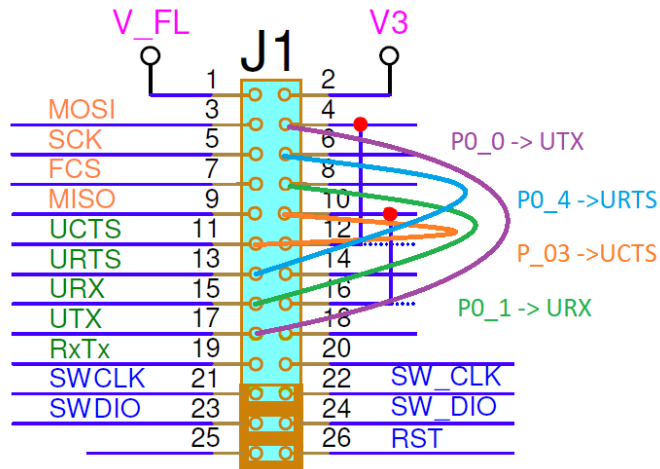 V_FL J1 V3
1 2
MOSI 3 4
SCK 5 6
P0_0 -> UTX
FCS 7 8
MISO 9 10
P0_4 ->URTS
UCTS 11 12
P_03 ->UCTS
URTS 13 14
URX 15 16
P0_1 -> URX
UTX 17 18
RxTx 19 20
SWCLK 21 22 SW_CLK
SWDIO 23 24 SW_DIO
25 26 RST